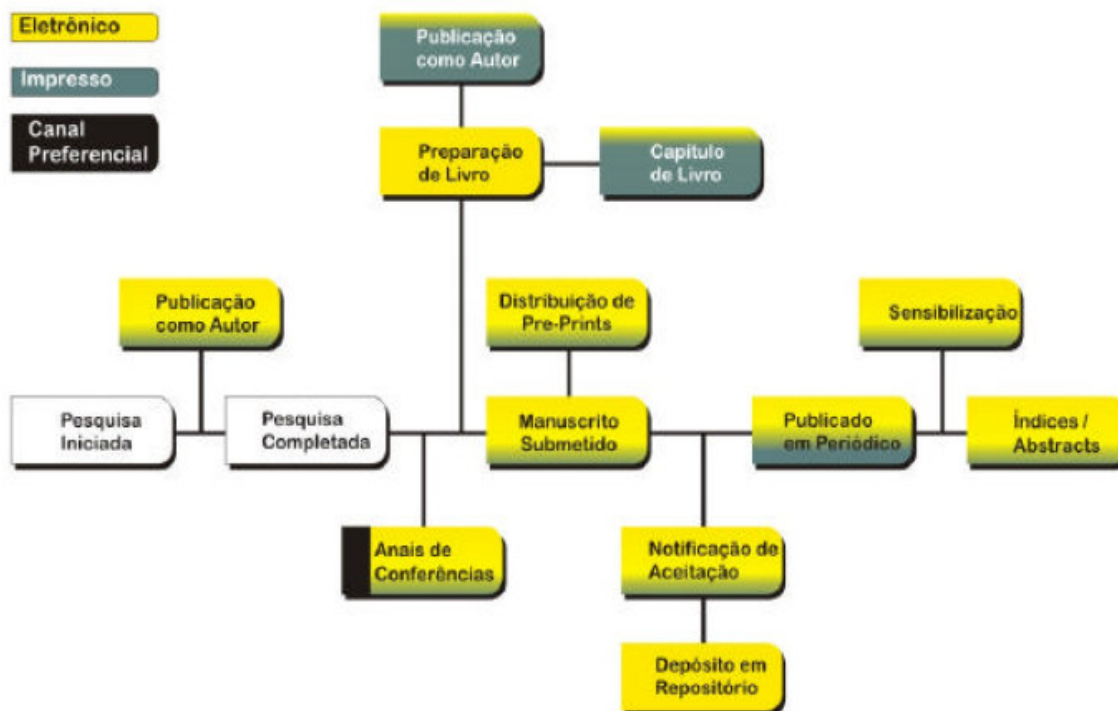 Eletrônico
Impresso
Canal
Preferencial
Publicação
como Autor
Preparação
de Livro
Capítulo
de Livro
Publicação
como Autor
Distribuição de
Pre-Prints
Sensibilização
Pesquisa
Iniciada
Pesquisa
Completada
Manuscrito
Submetido
Publicado
em Periódico
Índices /
Abstracts
Anais de
Conferências
Notificação de
Aceitação
Depósito em
Repositório